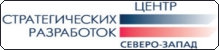 ЦЕНТР
СТРАТЕГИЧЕСКИХ
РАЗРАБОТОК
СЕВЕРО-ЗАПАД